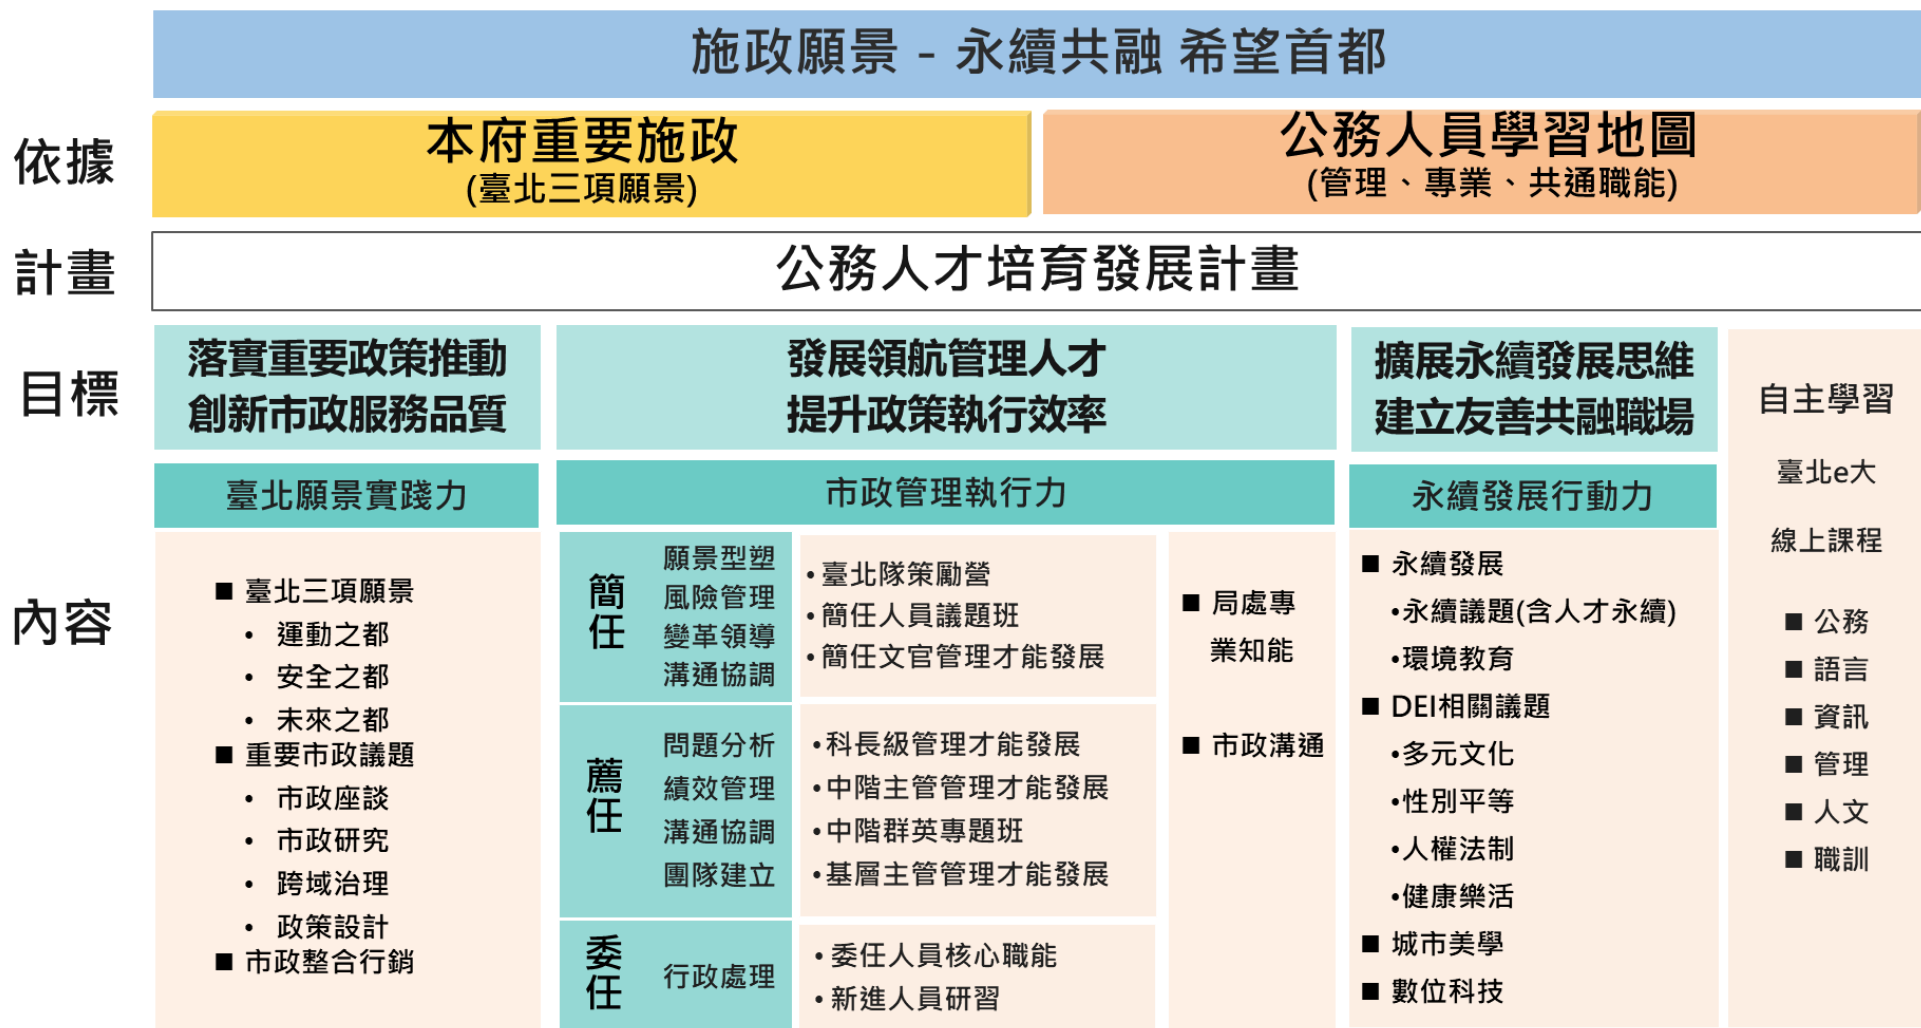 施政願景 - 永續共融 希望首都
依據
本府重要施政
(臺北三項願景)
公務人員學習地圖
(管理、專業、共通職能)
計畫
公務人才培育發展計畫
目標
落實重要政策推動
創新市政服務品質
發展領航管理人才
提升政策執行效率
擴展永續發展思維
建立友善共融職場
內容
臺北願景實踐力
■ 臺北三項願景
• 運動之都
• 安全之都
• 未來之都
■ 重要市政議題
• 市政座談
• 市政研究
• 跨域治理
• 政策設計
■ 市政整合行銷
市政管理執行力
簡任
願景型塑
風險管理
變革領導
溝通協調
•臺北隊策勵營
•簡任人員議題班
•簡任文官管理才能發展
薦任
問題分析
績效管理
溝通協調
團隊建立
•科長級管理才能發展
•中階主管管理才能發展
•中階群英專題班
•基層主管管理才能發展
委任
行政處理
•委任人員核心職能
•新進人員研習
■ 局處專
業知能
■ 市政溝通
永續發展行動力
■ 永續發展
•永續議題(含人才永續)
•環境教育
■ DEI相關議題
•多元文化
•性別平等
•人權法制
•健康樂活
■ 城市美學
■ 數位科技
自主學習
臺北e大
線上課程
■ 公務
■ 語言
■ 資訊
■ 管理
■ 人文
■ 職訓